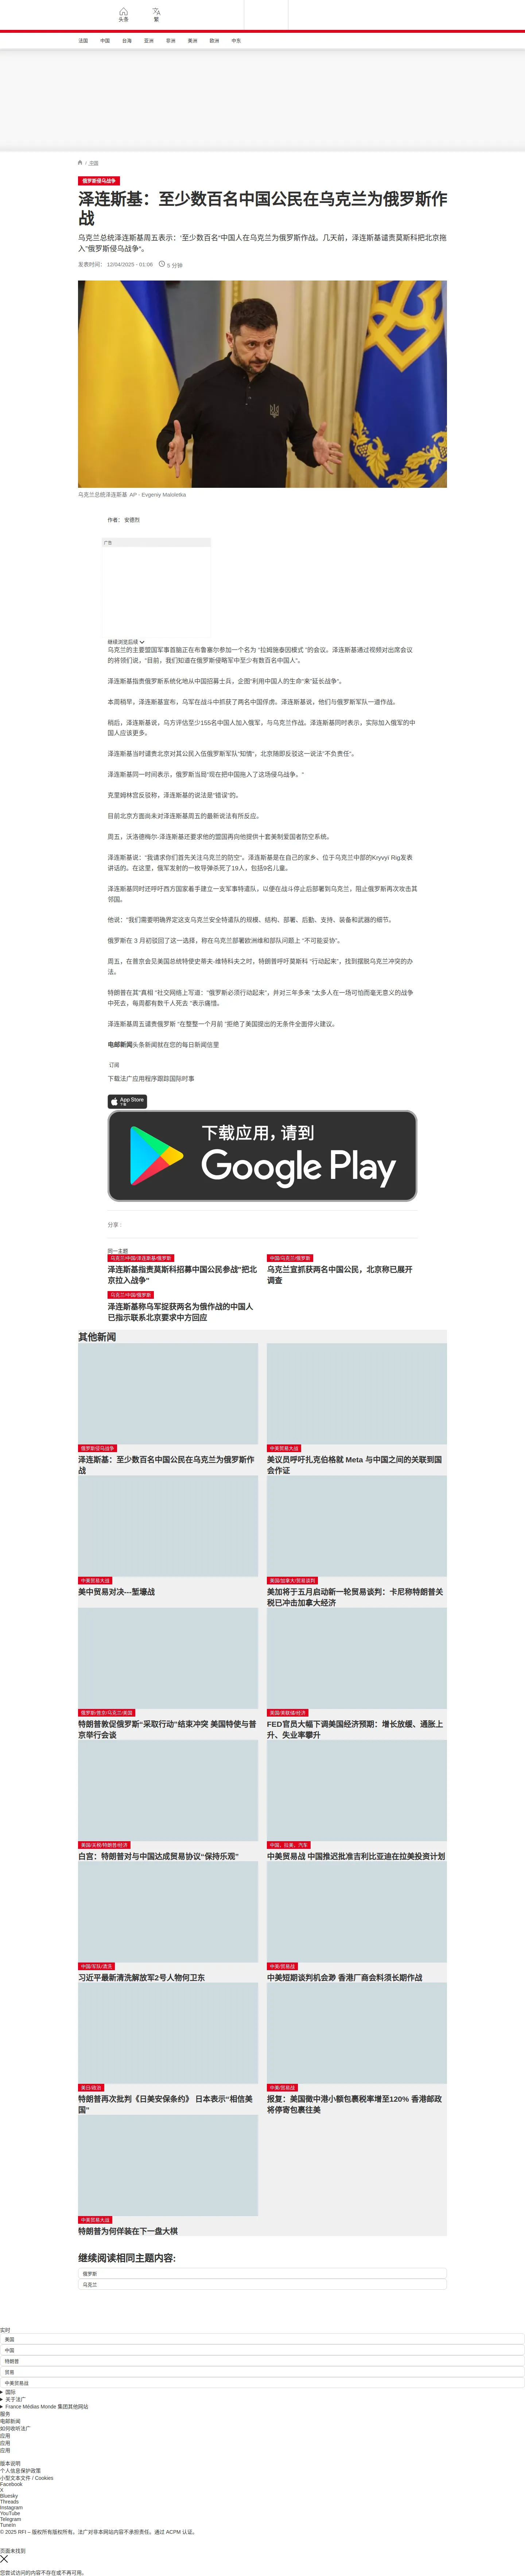 头条
繁
法国
中国
台海
亚洲
非洲
美洲
欧洲
中东
/ 法国
俄罗斯侵乌战争
泽连斯基：至少数百名中国公民在乌克兰为俄罗斯作
战
乌克兰总统泽连斯基周五表示：“至少数百名”中国人在乌克兰为俄罗斯作战。几天前，泽连斯基谴责莫斯科把北京拖
入"俄罗斯侵乌战争"。
发表时间： 12/04/2025 - 01:06 5 分钟
乌克兰总统泽连斯基 AP - Evgeniy Maloletka
作者： 安德烈
广告
继续浏览后续
乌克兰的主要盟国军事首脑正在布鲁塞尔参加一个名为 “拉姆施泰因模式 ”的会议。泽连斯基通过视频对出席会议
的将领们说，"目前，我们知道在俄罗斯侵略军中至少有数百名中国人"。
泽连斯基指责俄罗斯系统化地从中国招募士兵，企图"利用中国人的生命"来"延长战争"。
本周稍早，泽连斯基宣布，乌军在战斗中抓获了两名中国俘虏。泽连斯基说，他们与俄罗斯军队一道作战。
稍后，泽连斯基说，乌方评估至少155名中国人加入俄军，与乌克兰作战。泽连斯基同时表示，实际加入俄军的中
国人应该更多。
泽连斯基当时谴责北京对其公民入伍俄罗斯军队"知情"，北京随即反驳这一说法"不负责任"。
泽连斯基同一时间表示，俄罗斯当局"现在把中国拖入了这场侵乌战争。"
克里姆林宫反驳称，泽连斯基的说法是"错误"的。
目前北京方面尚未对泽连斯基周五的最新说法有所反应。
周五，沃洛德梅尔-泽连斯基还要求他的盟国再向他提供十套美制爱国者防空系统。
泽连斯基说：“我请求你们首先关注乌克兰的防空”。泽连斯基是在自己的家乡、位于乌克兰中部的Kryvyi Rig发表
讲话的。在这里，俄军发射的一枚导弹杀死了19人，包括9名儿童。
泽连斯基同时还呼吁西方国家着手建立一支军事特遣队，以便在战斗停止后部署到乌克兰，阻止俄罗斯再次攻击其
邻国。
他说：“我们需要明确界定这支乌克兰安全特遣队的规模、结构、部署、后勤、支持、装备和武器的细节。
俄罗斯在 3 月初驳回了这一选择，称在乌克兰部署欧洲维和部队问题上 “不可能妥协”。
周五，在普京会见美国总统特使史蒂夫-维特科夫之时，特朗普呼吁莫斯科 “行动起来”，找到摆脱乌克兰冲突的办
法。
特朗普在其"真相 "社交网络上写道："俄罗斯必须行动起来"，并对三年多来 "太多人在一场可怕而毫无意义的战争
中死去，每周都有数千人死去 "表示痛惜。
泽连斯基周五谴责俄罗斯 “在整整一个月前 ”拒绝了美国提出的无条件全面停火建议。
电邮新闻头条新闻就在您的每日新闻信里
订阅
下载法广应用程序跟踪国际时事
App Store
下载
下载应用，请到
Google Play
分享 :
同一主题
乌克兰/中国/泽连斯基/俄罗斯
泽连斯基指责莫斯科招募中国公民参战"把北
京拉入战争"
中国/乌克兰/俄罗斯
乌克兰宣抓获两名中国公民，北京称已展开
调查
乌克兰/中国/俄罗斯
泽连斯基称乌军捉获两名为俄作战的中国人
已指示联系北京要求中方回应
其他新闻
俄罗斯侵乌战争
泽连斯基：至少数百名中国公民在乌克兰为俄罗斯作
战
中美贸易大战
美议员呼吁扎克伯格就 Meta 与中国之间的关联到国
会作证
中美贸易大战
美中贸易对决---堑壕战
美国/加拿大/贸易谈判
美加将于五月启动新一轮贸易谈判：卡尼称特朗普关
税已冲击加拿大经济
俄罗斯/普京/乌克兰/美国
特朗普敦促俄罗斯“采取行动”结束冲突 美国特使与普
京举行会谈
美国/美联储/经济
FED官员大幅下调美国经济预期：增长放缓、通胀上
升、失业率攀升
美国/关税/特朗普/经济
白宫：特朗普对与中国达成贸易协议“保持乐观”
中国，拉美，汽车
中美贸易战 中国推迟批准吉利比亚迪在拉美投资计划
中国/军队/清洗
习近平最新清洗解放军2号人物何卫东
中美/贸易战
中美短期谈判机会渺 香港厂商会料须长期作战
美日/政治
特朗普再次批判《日美安保条约》 日本表示“相信美
国”
中美/贸易战
报复：美国徵中港小额包裹税率增至120% 香港邮政
将停寄包裹往美
中美贸易大战
特朗普为何佯装在下一盘大棋
继续阅读相同主题内容:
俄罗斯
乌克兰
实时
美国
中国
特朗普
贸易
中美贸易战
国际
关于法广
France Médias Monde 集团其他网站
服务
电邮新闻
如何收听法广
应用
应用
应用
版本说明
个人信息保护政策
小型文本文件 / Cookies
Facebook
X
Bluesky
Threads
Instagram
YouTube
Telegram
TuneIn
© 2025 RFI – 版权所有版权所有。法广对非本网站内容不承担责任。通过 ACPM 认证。
页面未找到
您尝试访问的内容不存在或不再可用。